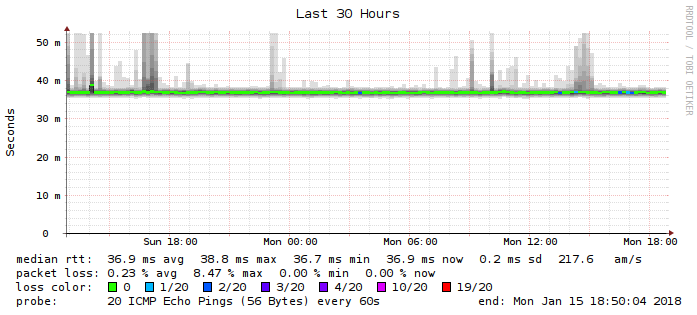 Last 30 Hours
RRDTOOL / TOBI OETIKER
Seconds
50 m
40 m
30 m
20 m
10 m
0
Sun 18:00 Mon 00:00 Mon 06:00 Mon 12:00 Mon 18:00
median rtt: 36.9 ms avg 38.8 ms max 36.7 ms min 36.9 ms now 0.2 ms sd 217.6 am/s
packet loss: 0.23 % avg 8.47 % max 0.00 % min 0.00 % now
loss color: 0 1/20 2/20 3/20 4/20 10/20 19/20
probe: 20 ICMP Echo Pings (56 Bytes) every 60s end: Mon Jan 15 18:50:04 2018